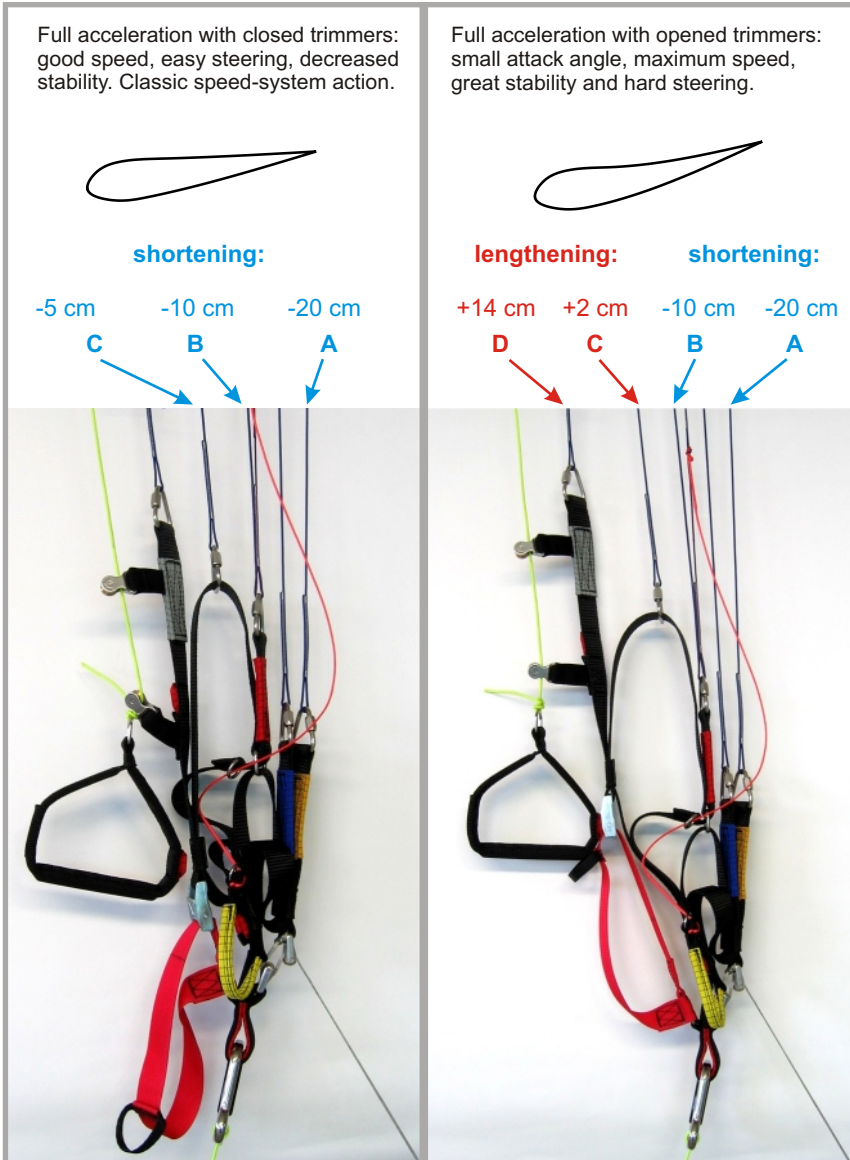 Full acceleration with closed trimmers:
good speed, easy steering, decreased
stability. Classic speed-system action.
shortening:
-5 cm -10 cm -20 cm
C B A
Full acceleration with opened trimmers:
small attack angle, maximum speed,
great stability and hard steering.
lengthening: shortening:
+14 cm +2 cm -10 cm -20 cm
D C B A